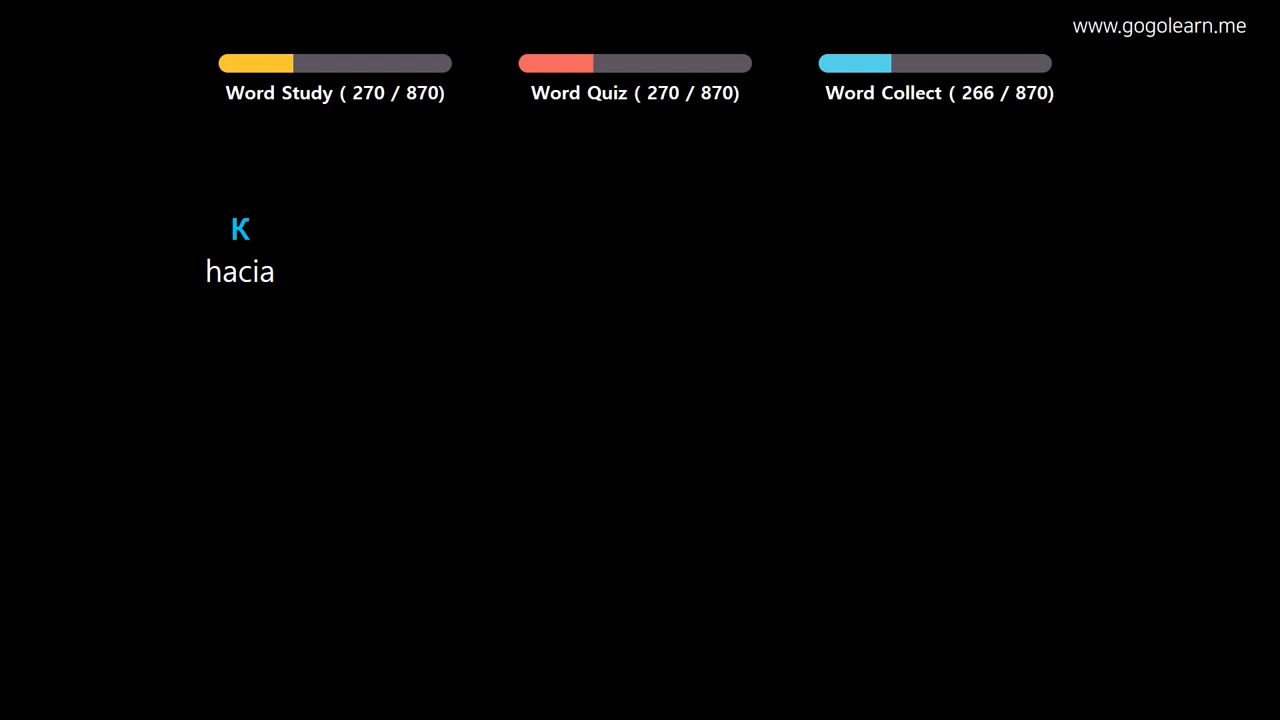 www.gogolearn.me
Word Study ( 270 / 870)
Word Quiz ( 270 / 870)
Word Collect ( 266 / 870)
К
hacia